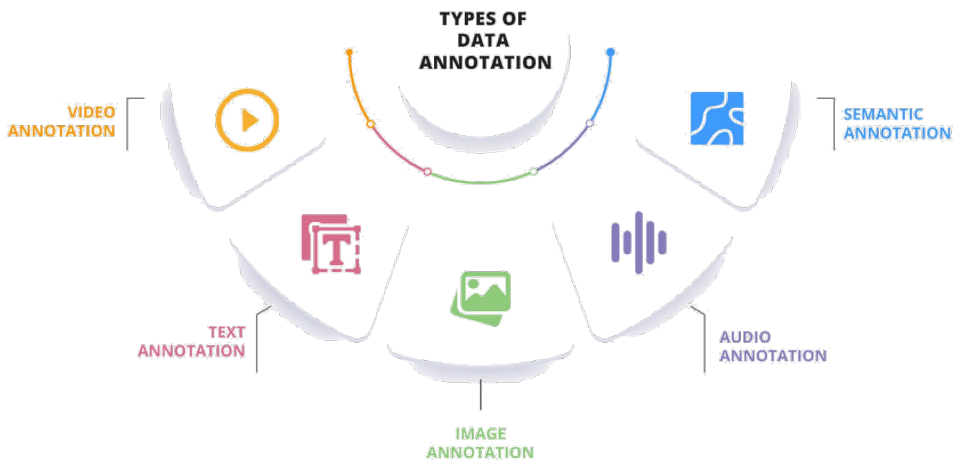 TYPES OF
DATA
ANNOTATION
VIDEO
ANNOTATION
SEMANTIC
ANNOTATION
T
TEXT
ANNOTATION
AUDIO
ANNOTATION
IMAGE
ANNOTATION